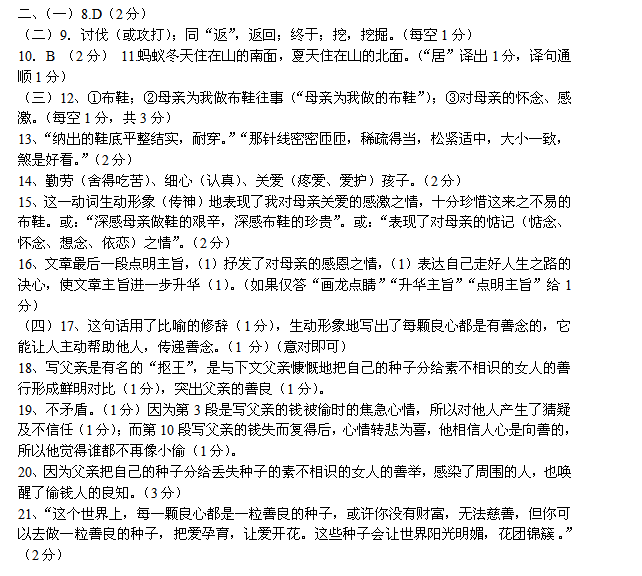 二、（一）8.D（2分）
（二）9．讨伐（或攻打）；同“返”，返回；终于；挖，挖掘。（每空1分）
10．B （2分） 11.蚂蚁冬天住在山的南面，夏天住在山的北面。（“居”译出1分，译句通
顺1分）
（三）12、①布鞋；②母亲为我做布鞋往事（“母亲为我做的布鞋”）；③对母亲的怀念、感
激。（每空1分，共3分）
13、“纳出的鞋底平整结实，耐穿。”“那针线密密匝匝，稀疏得当，松紧适中，大小一致，
煞是好看。”（2分）
14、勤劳（舍得吃苦）、细心（认真）、关爱（疼爱、爱护）孩子。（2分）
15、这一动词生动形象（传神）地表现了我对母亲关爱的感激之情，十分珍惜这来之不易的
布鞋。或：“深感母亲做鞋的艰辛，深感布鞋的珍贵”。或：“表现了对母亲的惦记（惦念、
怀念、想念、依恋）之情”。（2分）
16、文章最后一段点明主旨，（1）抒发了对母亲的感恩之情，（1）表达自己走好人生之路的
决心，使文章主旨进一步升华（1）。（如果仅答“画龙点睛”“升华主旨”“点明主旨”给1
分）
（四）17、这句话用了比喻的修辞（1分），生动形象地写出了每颗良心都是有善念的，它
能让人主动帮助他人，传递善念。（1 分）（意对即可）
18、写父亲是有名的“抠王”，是与下文父亲慷慨地把自己的种子分给素不相识的女人的善
行形成鲜明对比（1分），突出父亲的善良（1分）。
19、不矛盾。（1分）因为第3段是写父亲的钱被偷时的焦急心情，所以对他人产生了猜疑
及不信任（1分）；而第10段写父亲的钱失而复得后，心情转悲为喜，他相信人心是向善的，
所以他觉得谁都不再像小偷（1分）。
20、因为父亲把自己的种子分给丢失种子的素不相识的女人的善举，感染了周围的人，也唤
醒了偷钱人的良知。（3分）
21、“这个世界上，每一颗良心都是一粒善良的种子，或许你没有财富，无法慈善，但你可
以去做一粒善良的种子，把爱孕育，让爱开花。这些种子会让世界阳光明媚，花团锦簇。”
（2分）